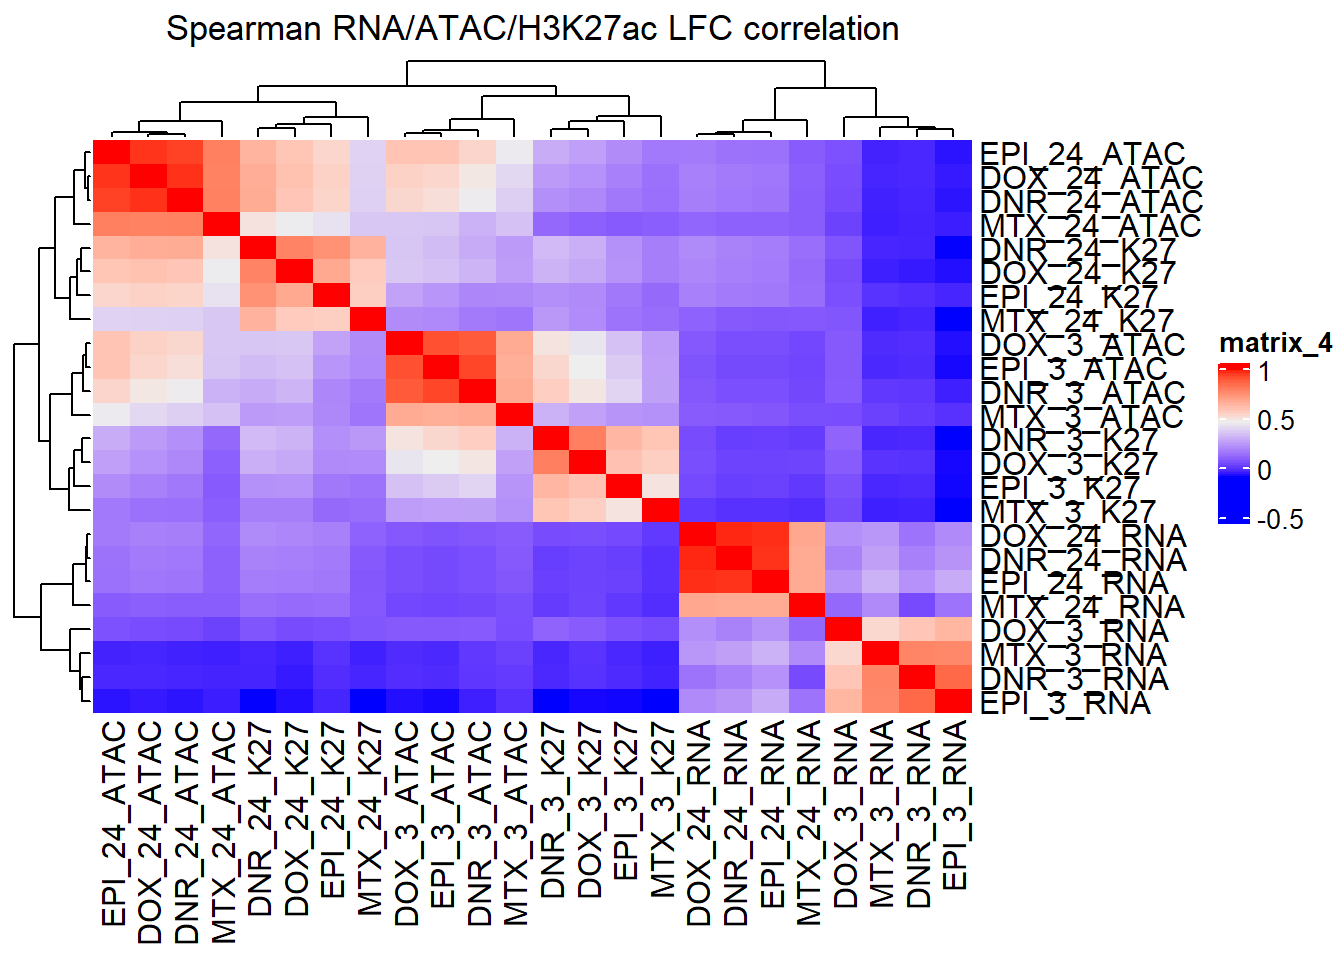 Spearman RNA/ATAC/H3K27ac LFC correlation
EPI_24_ATAC
DOX_24_ATAC
DNR_24_ATAC
MTX_24_ATAC
DNR_24_K27
DOX_24_K27
EPI_24_K27
MTX_24_K27
DOX_3_ATAC
EPI_3_ATAC
DNR_3_ATAC
MTX_3_ATAC
DNR_3_K27
DOX_3_K27
EPI_3_K27
MTX_3_K27
DOX_24_RNA
DNR_24_RNA
EPI_24_RNA
MTX_24_RNA
DOX_3_RNA
MTX_3_RNA
DNR_3_RNA
EPI_3_RNA
matrix_4
1
0.5
0
-0.5
EPI_24_ATAC
DOX_24_ATAC
DNR_24_ATAC
MTX_24_ATAC
DNR_24_K27
DOX_24_K27
EPI_24_K27
MTX_24_K27
DOX_3_ATAC
EPI_3_ATAC
DNR_3_ATAC
MTX_3_ATAC
DNR_3_K27
DOX_3_K27
EPI_3_K27
MTX_3_K27
DOX_24_RNA
DNR_24_RNA
EPI_24_RNA
MTX_24_RNA
DOX_3_RNA
MTX_3_RNA
DNR_3_RNA
EPI_3_RNA